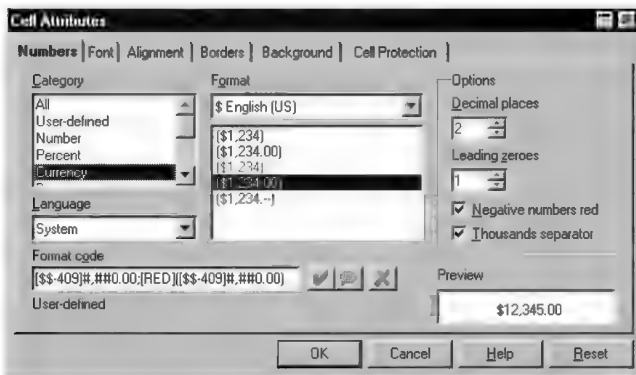 Cell Attributes
Numbers Font Alignment Borders Background Cell Protection
Category
All
User-defined
Number
Percent
Currency
Language
System
Format
$ English (US)
($1,234)
($1,234.00)
($1,234)
($1,234.00)
($1,234.--)
Options
Decimal places
2
Leading zeroes
1
Negative numbers red
Thousands separator
Format code
[$$-409]#,##0.00;[RED]([$$-409]#,##0.00)
User-defined
Preview
$12,345.00
OK Cancel Help Reset